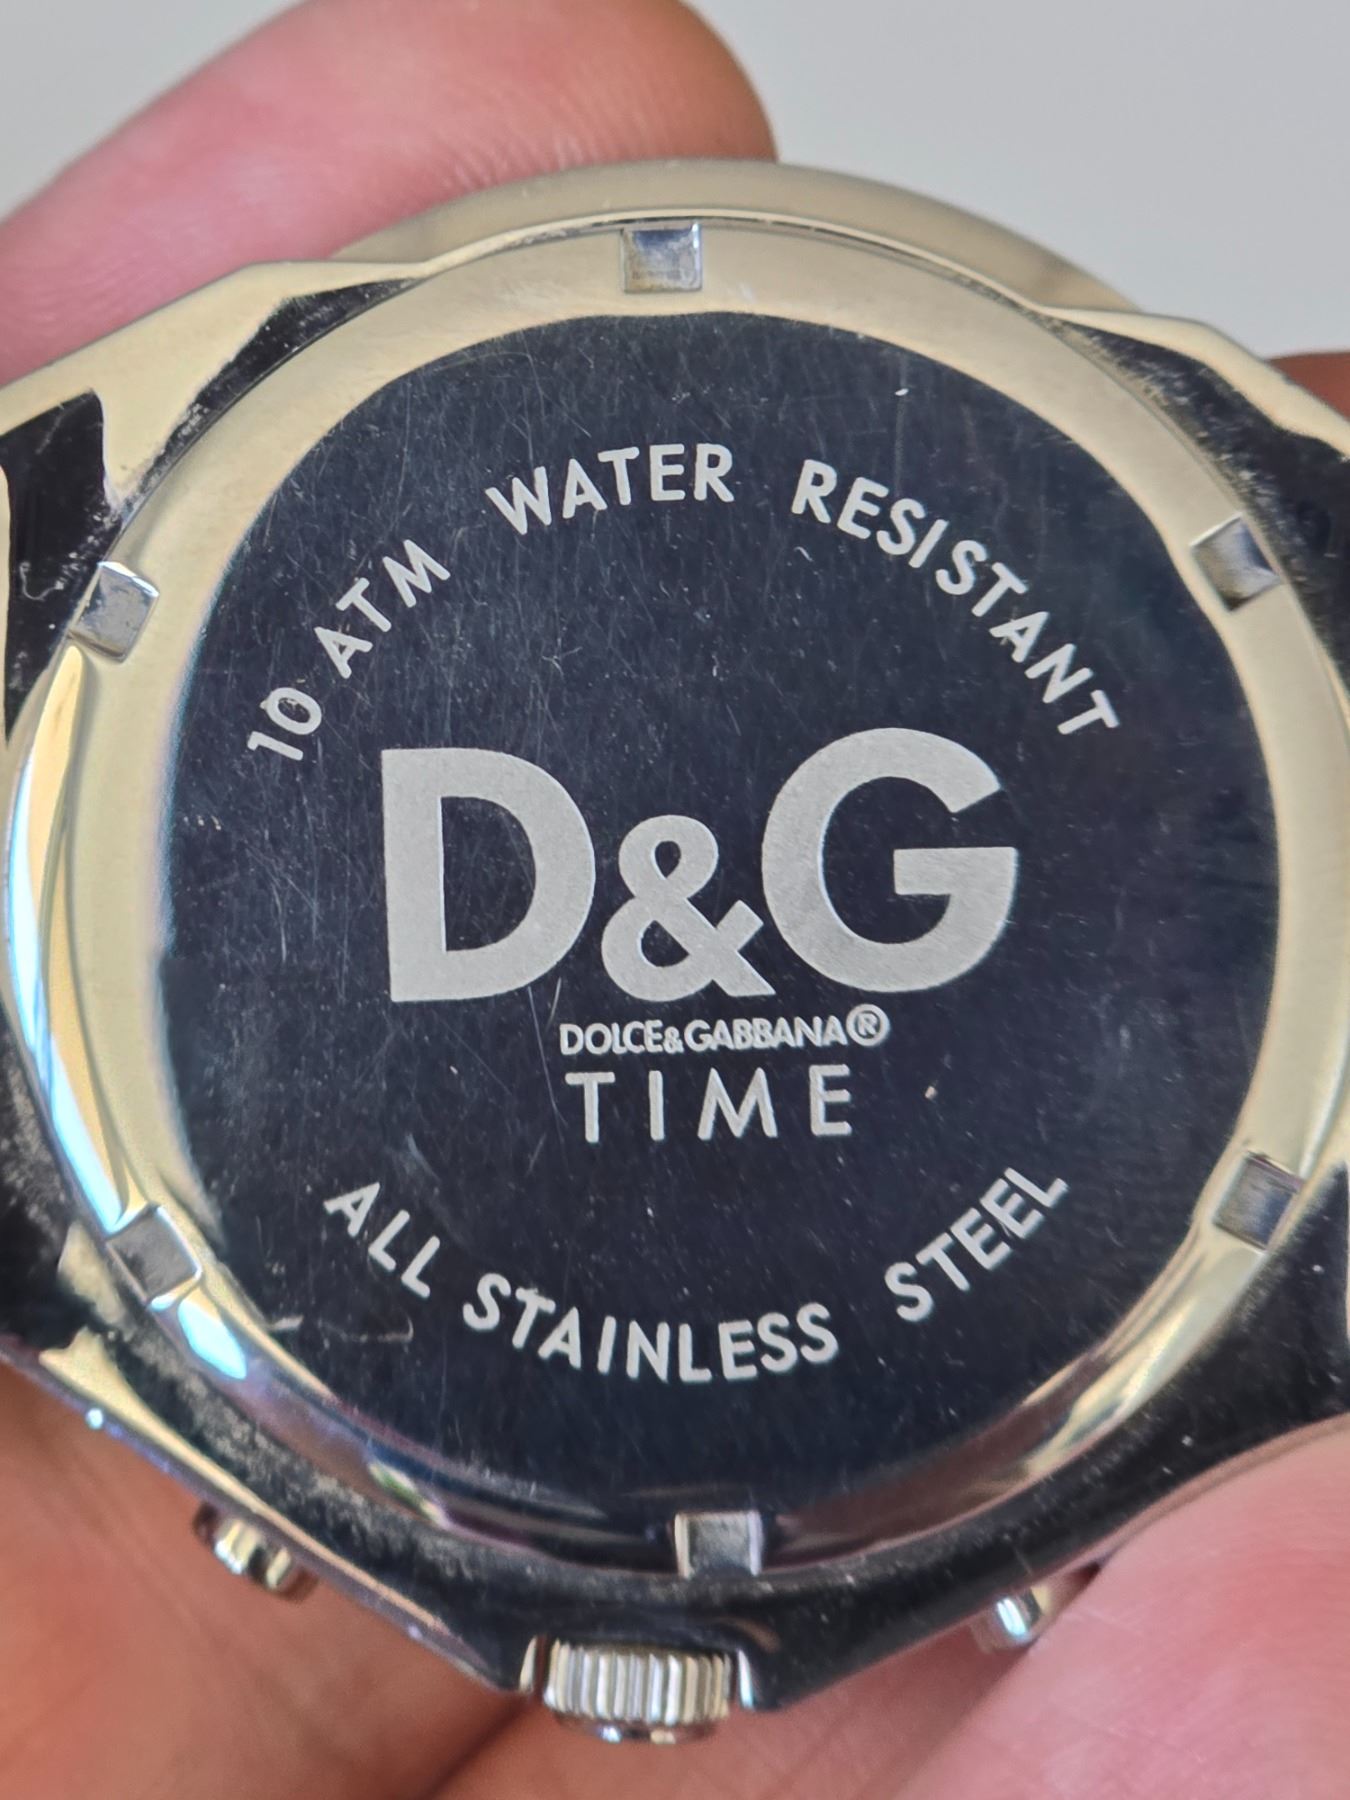 10 ATM WATER RESISTANT
D&G
DOLCE&GABBANA®
TIME
ALL STAINLESS STEEL